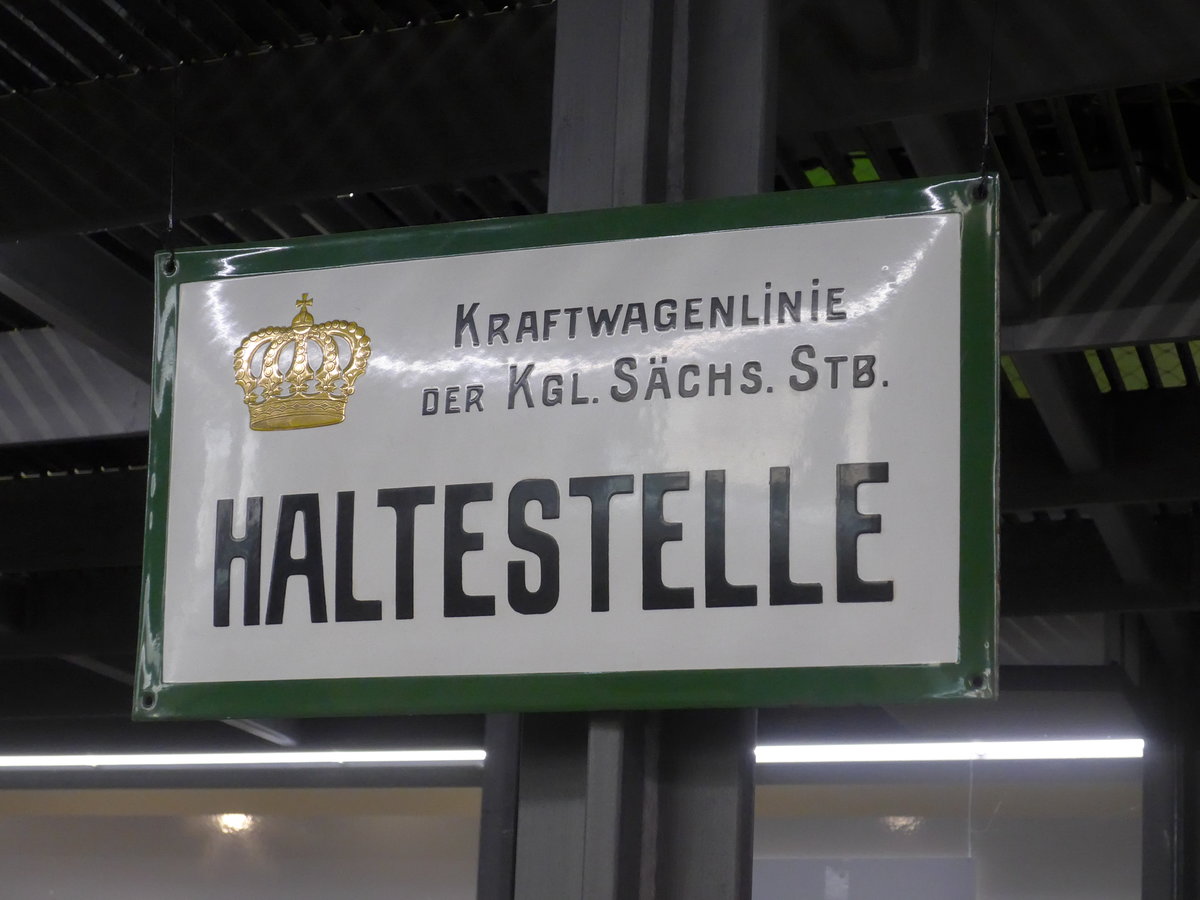 KRAFTWAGENLiNiE
DER KGL. SÄCHS. STB.
HALTESTELLE